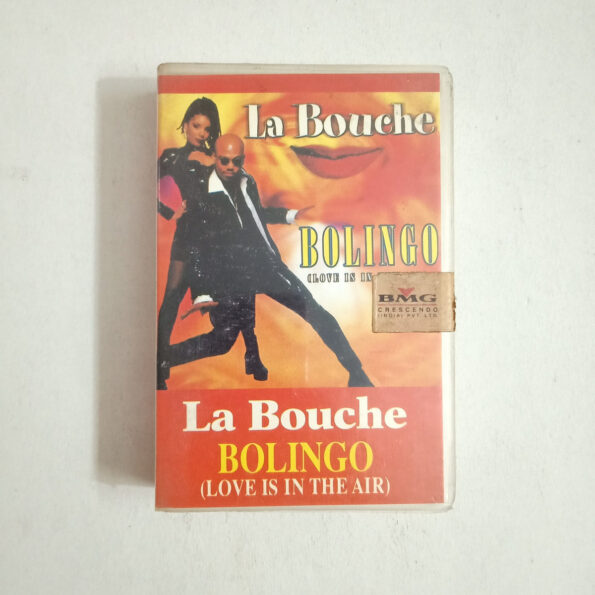 La Bouche
BOLINGO
(LOVE IS IN
BMG
CRESCENDO
(INDIA) PVT. LTD.
La Bouche
BOLINGO
(LOVE IS IN THE AIR)